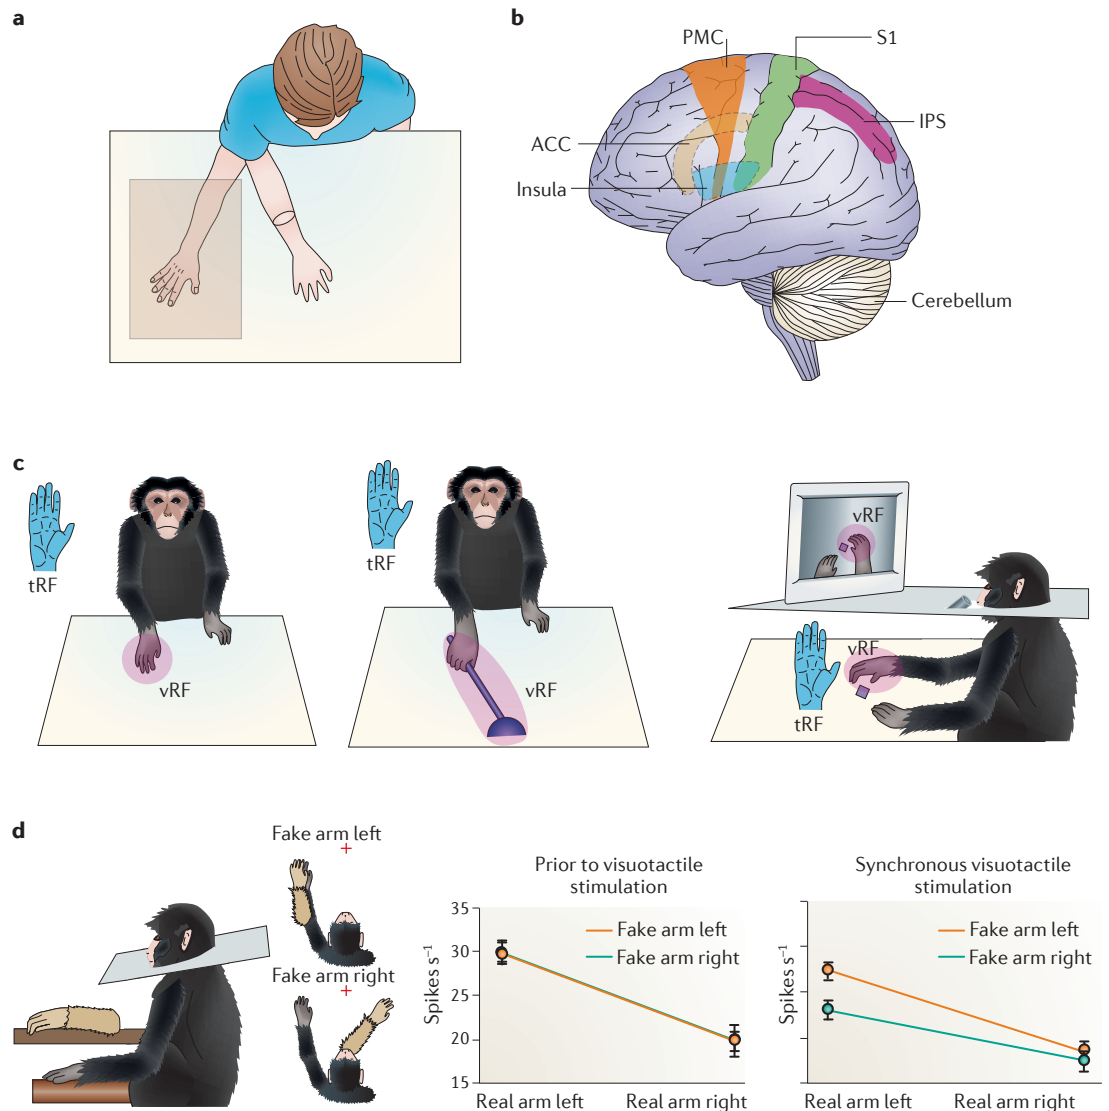 a
b
PMC
S1
ACC
IPS
Insula
Cerebellum
c
tRF
vRF
tRF
vRF
vRF
vRF
tRF
d
Fake arm left
+
Fake arm right
+
Prior to visuotactile
stimulation
Spikes s⁻¹
35
30
25
20
15
Fake arm left
Fake arm right
Real arm left
Real arm right
Synchronous visuotactile
stimulation
Spikes s⁻¹
Fake arm left
Fake arm right
Real arm left
Real arm right